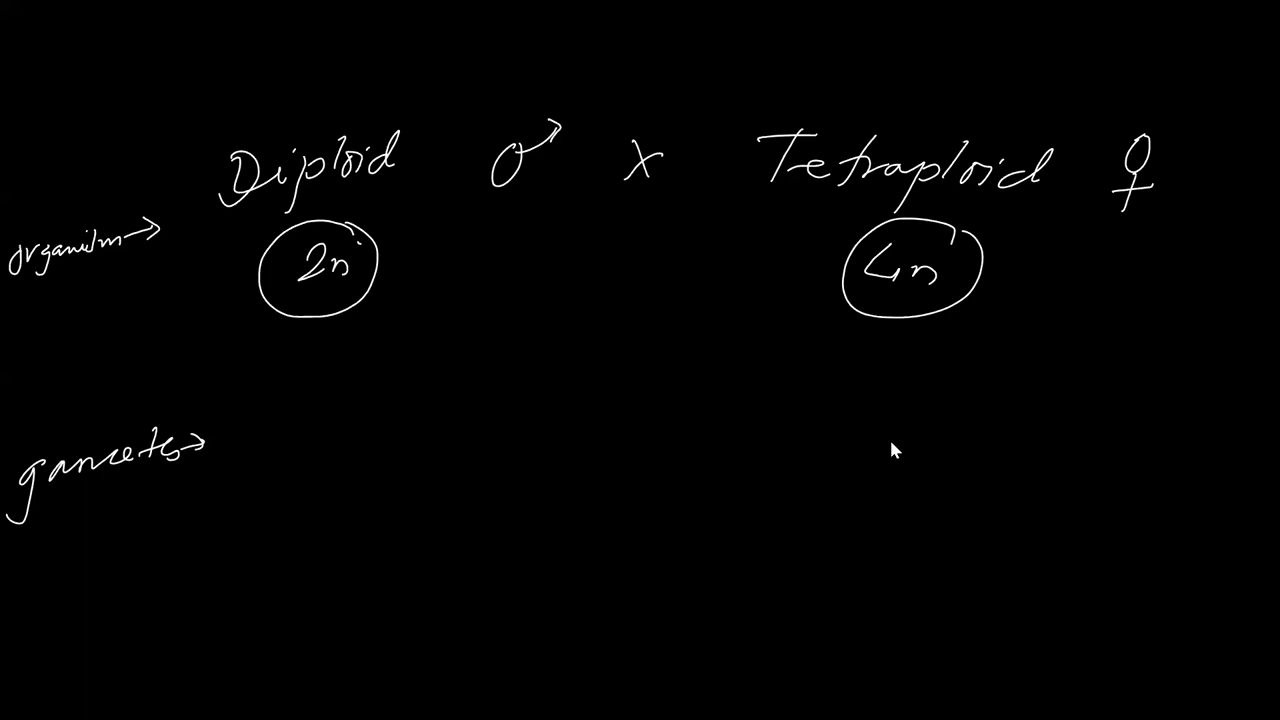 Diploid ♂ x Tetraploid ♀
organism →
2n 4n
gametes →